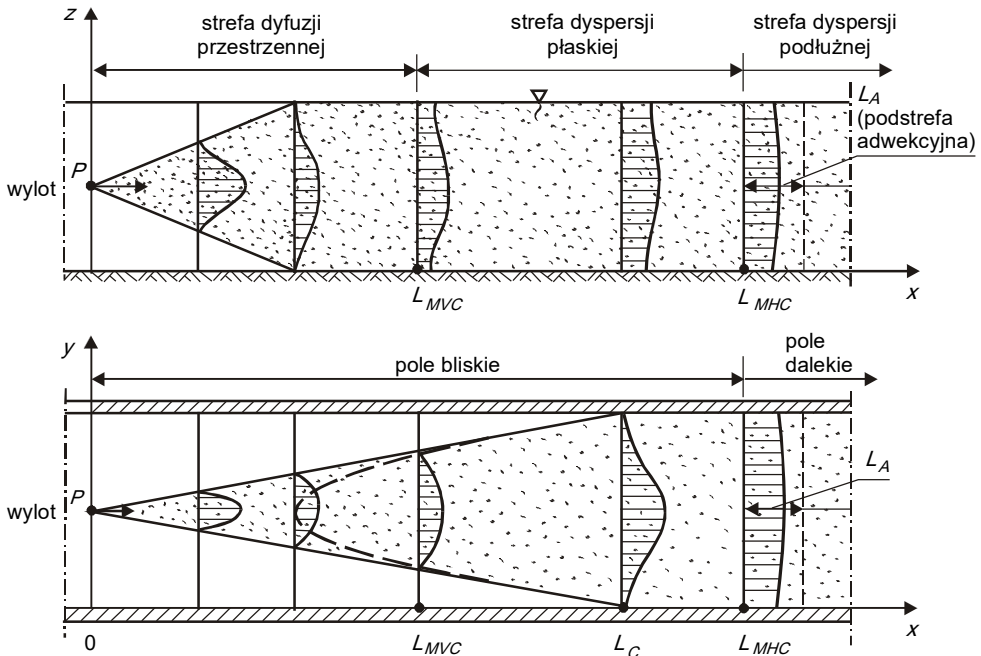 z
strefa dyfuzji
przestrzennej
strefa dyspersji
płaskiej
strefa dyspersji
podłużnej
L_A
(podstrefa
adwekcyjna)
P
wylot
L_MVC
L_MHC
x
y
pole bliskie
pole
dalekie
L_A
P
wylot
x
0
L_MVC
L_C
L_MHC